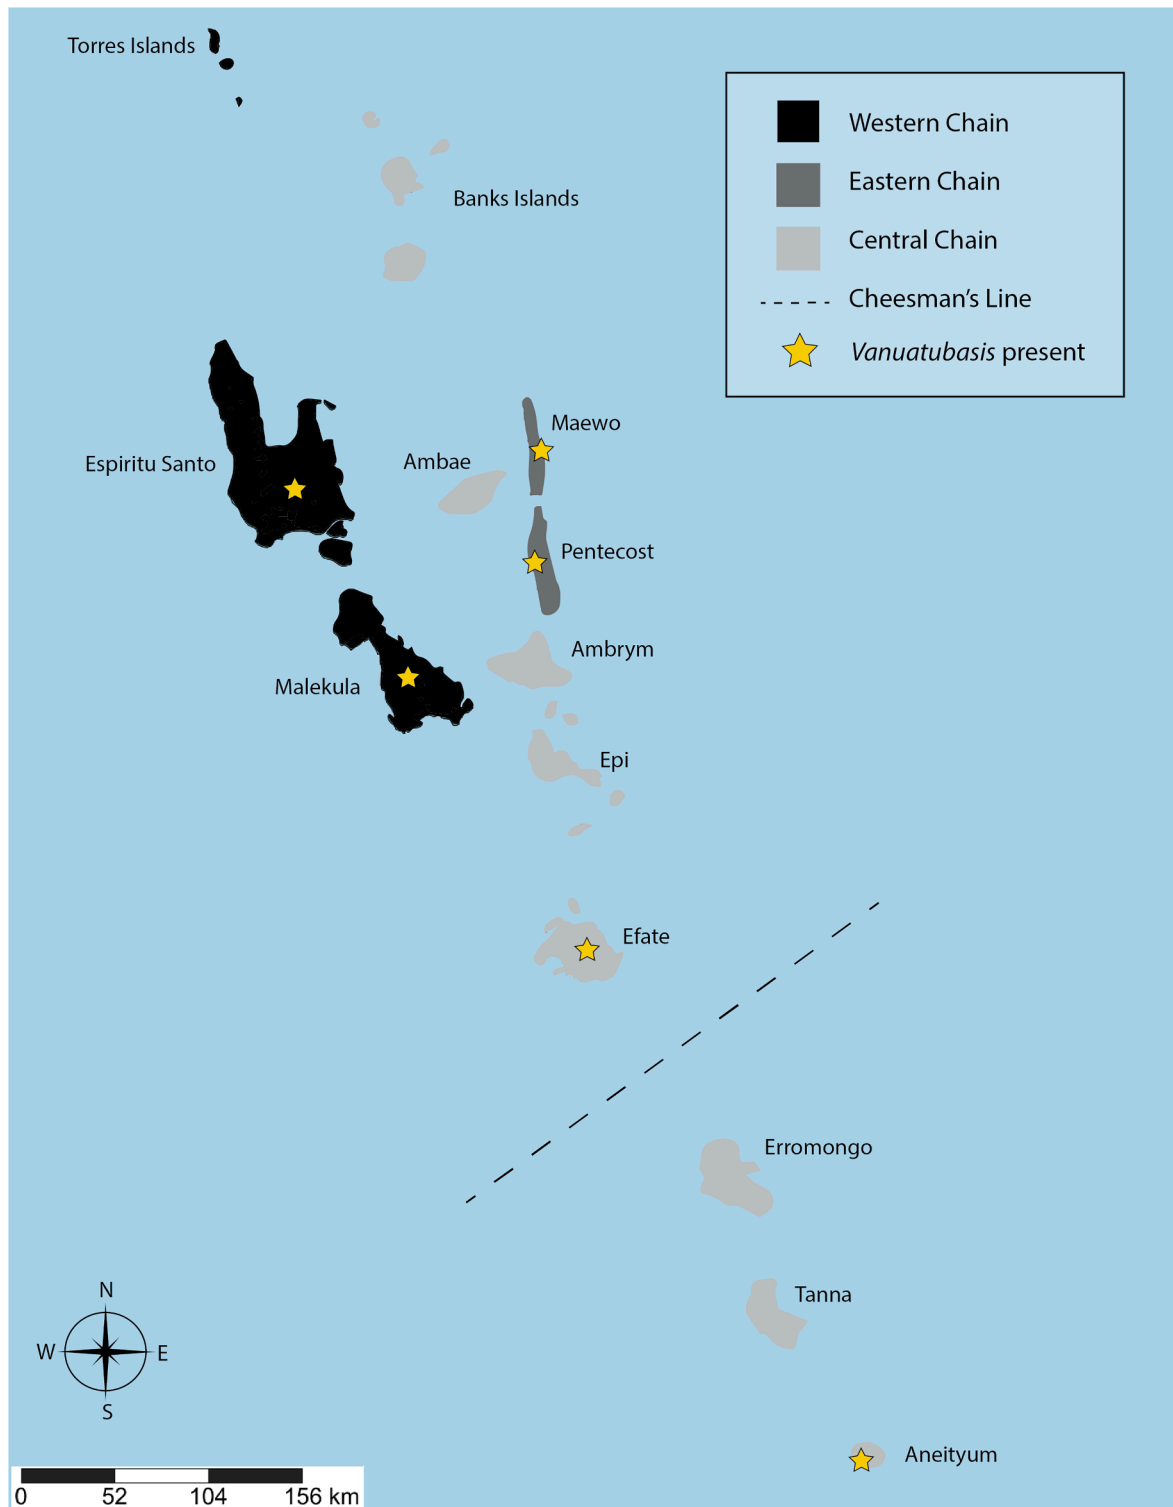 Torres Islands
Banks Islands
Western Chain
Eastern Chain
Central Chain
Cheesman's Line
Vanuatubasis present
Espiritu Santo
Ambae
Maewo
Pentecost
Ambrym
Malekula
Epi
Efate
Erromongo
Tanna
Aneityum
N
W E
S
0 52 104 156 km